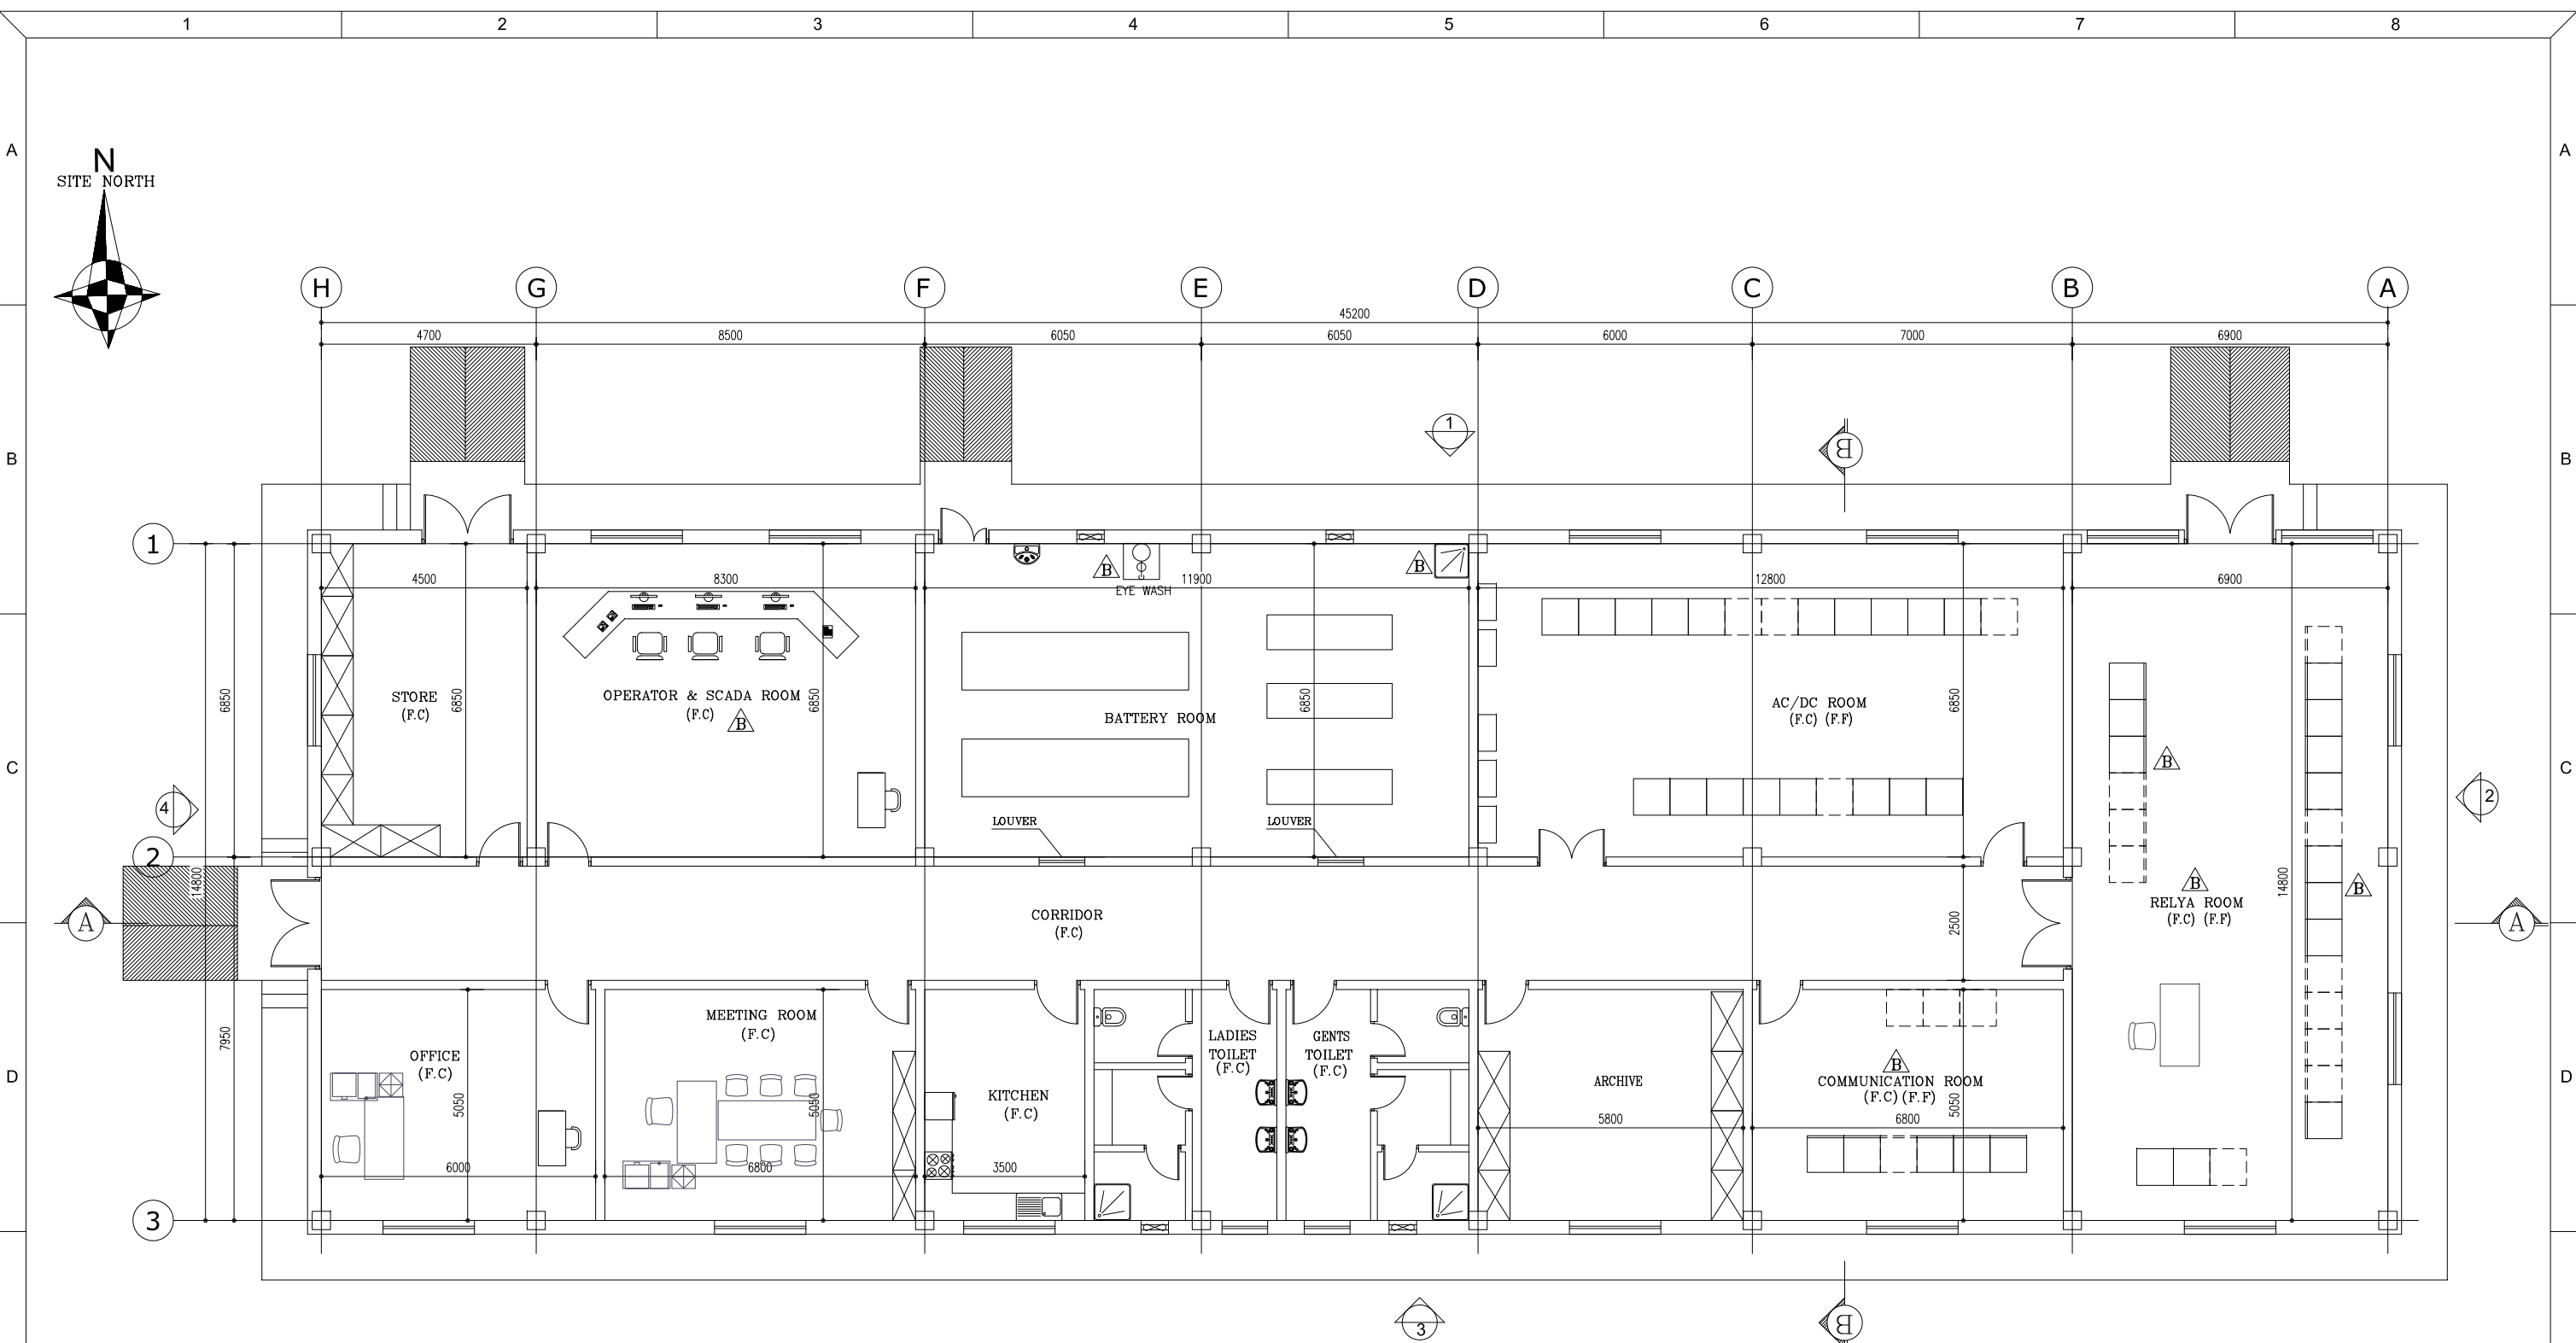 1 2 3 4 5 6 7 8
A A
N
SITE NORTH
H G F E D C B A
45200
4700 8500 6050 6050 6000 7000 6900
1
B
B B
1
B
B
EYE WASH
4500 8300 11900 12800 6900
6850
STORE
(F.C)
6850
OPERATOR & SCADA ROOM
(F.C)
B
6850
BATTERY ROOM
6850
AC/DC ROOM
(F.C) (F.F)
6850
B
C C
4
2
LOUVER LOUVER
2
14800
A
CORRIDOR
(F.C)
2500
B
RELYA ROOM
(F.C) (F.F)
14800
B
A
7950
D D
OFFICE
(F.C)
5050
6000
MEETING ROOM
(F.C)
5050
6800
KITCHEN
(F.C)
3500
LADIES
TOILET
(F.C)
GENTS
TOILET
(F.C)
ARCHIVE
5800
B
COMMUNICATION ROOM
(F.C) (F.F)
5050
6800
3
3
B